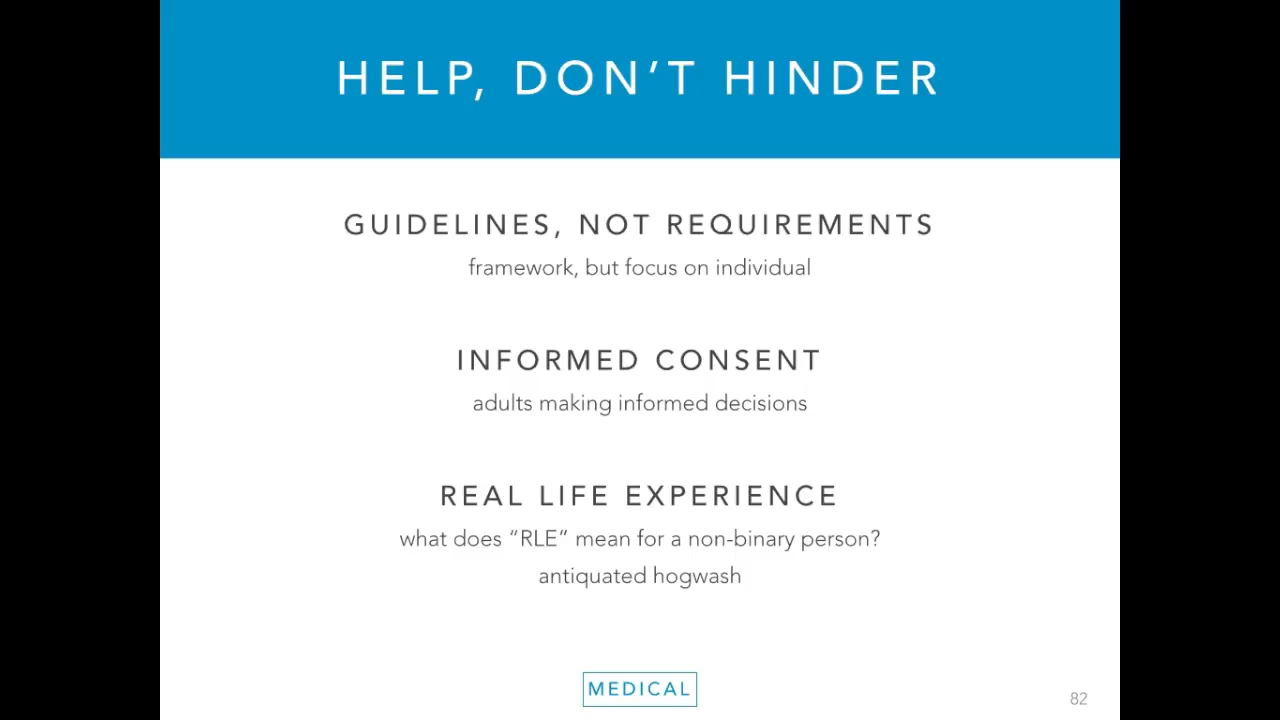 HELP, DON’T HINDER
GUIDELINES, NOT REQUIREMENTS
framework, but focus on individual
INFORMED CONSENT
adults making informed decisions
REAL LIFE EXPERIENCE
what does “RLE” mean for a non-binary person?
antiquated hogwash
MEDICAL
82